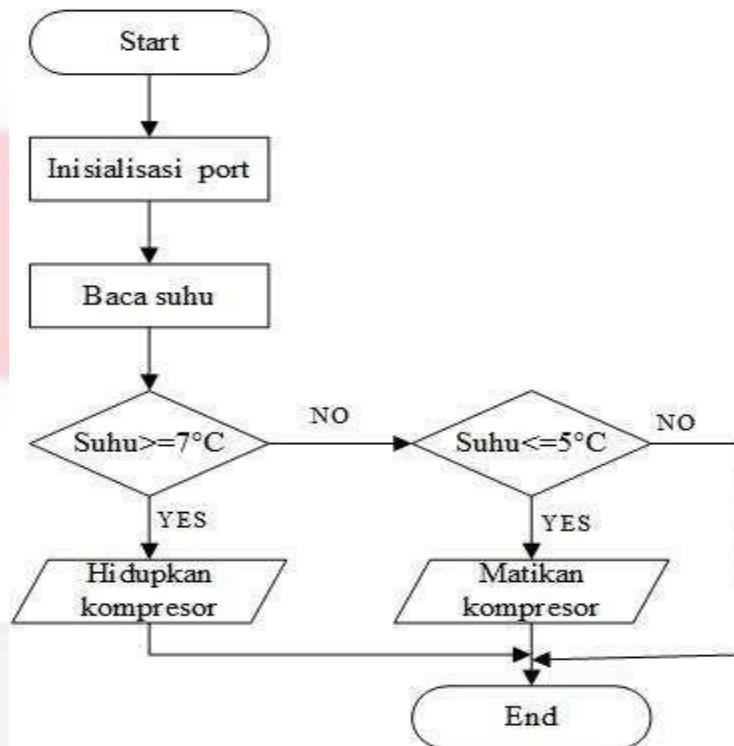 Start
Inisialisasi port
Baca suhu
Suhu>=7°C
NO
Suhu<=5°C
NO
YES
YES
Hidupkan
kompresor
Matikan
kompresor
End